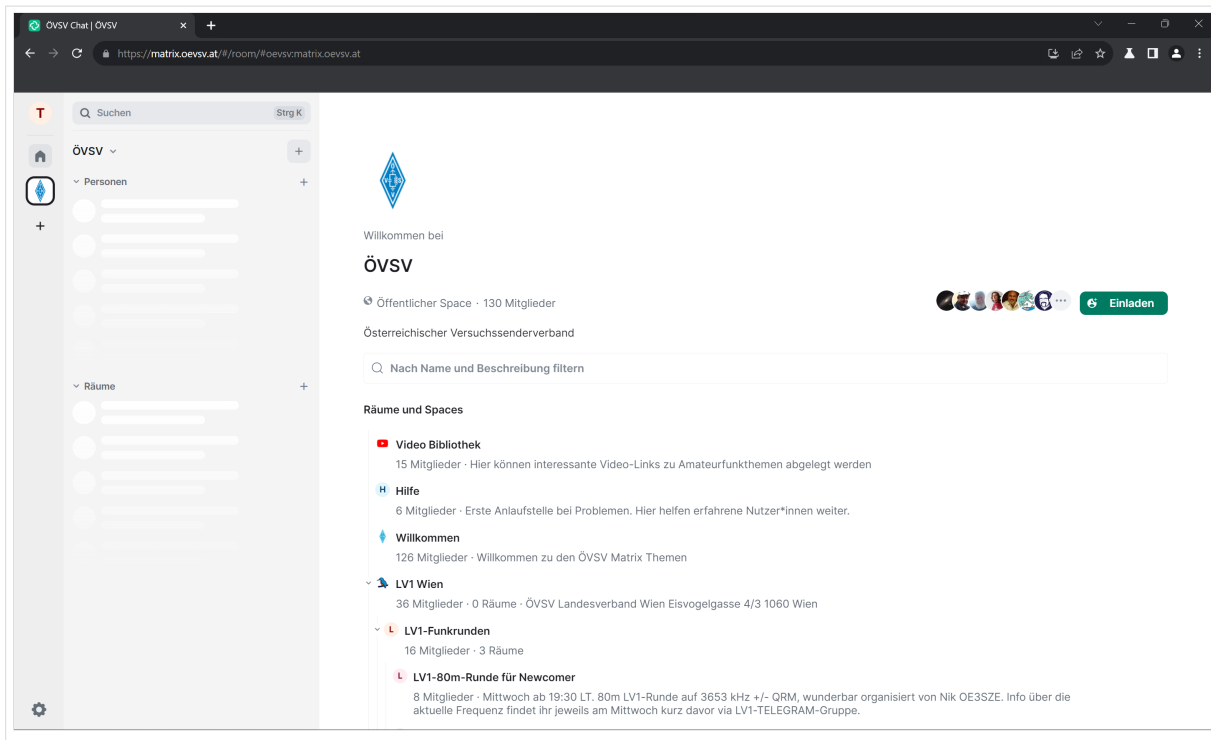 ÖVSV Chat | ÖVSV
https://matrix.oevsv.at/#/room/#oevsv:matrix.oevsv.at
T
Suchen
Strg K
ÖVSV
Personen
Räume
Willkommen bei
ÖVSV
Öffentlicher Space · 130 Mitglieder
Einladen
Österreichischer Versuchssenderverband
Nach Name und Beschreibung filtern
Räume und Spaces
Video Bibliothek
15 Mitglieder · Hier können interessante Video-Links zu Amateurfunkthemen abgelegt werden
H Hilfe
6 Mitglieder · Erste Anlaufstelle bei Problemen. Hier helfen erfahrene Nutzer*innen weiter.
Willkommen
126 Mitglieder · Willkommen zu den ÖVSV Matrix Themen
LV1 Wien
36 Mitglieder · 0 Räume · ÖVSV Landesverband Wien Eisvogelgasse 4/3 1060 Wien
L LV1-Funkrunden
16 Mitglieder · 3 Räume
L LV1-80m-Runde für Newcomer
8 Mitglieder · Mittwoch ab 19:30 LT. 80m LV1-Runde auf 3653 kHz +/- QRM, wunderbar organisiert von Nik OE3SZE. Info über die
aktuelle Frequenz findet ihr jeweils am Mittwoch kurz davor via LV1-TELEGRAM-Gruppe.